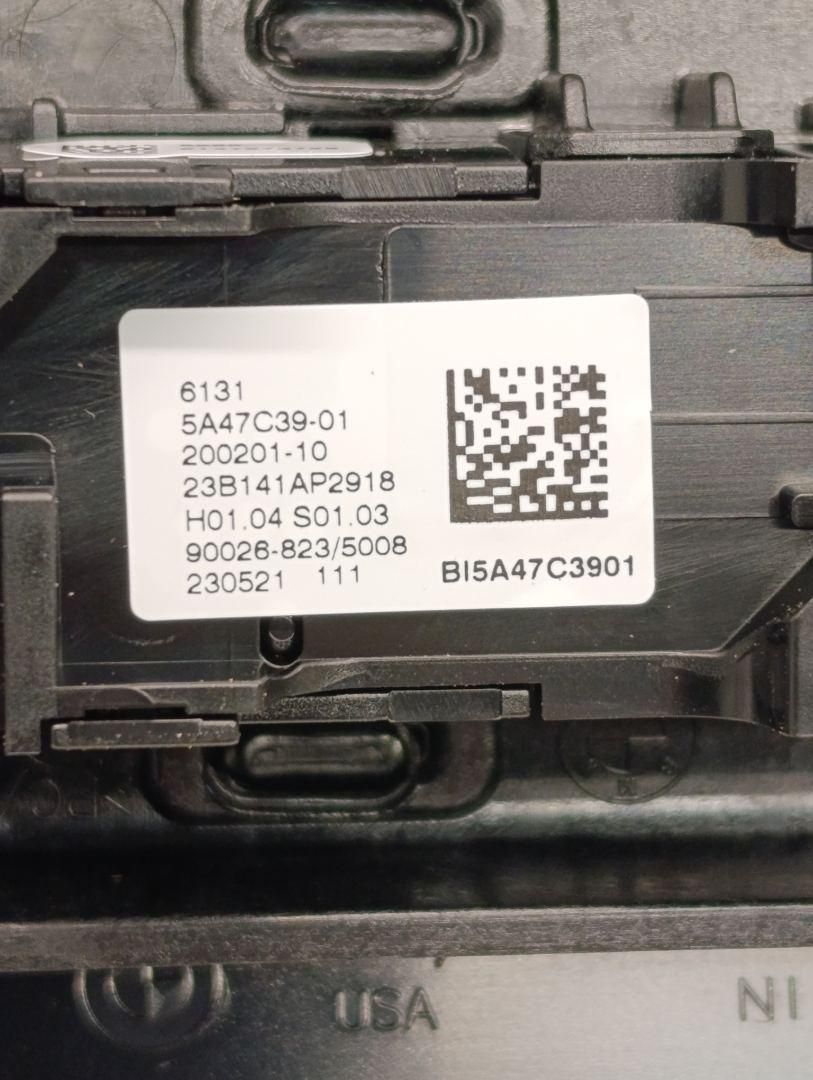 6131
5A47C39-01
200201-10
23B141AP2918
H01.04 S01.03
90026-823/5008
230521 111
BI5A47C3901
USA